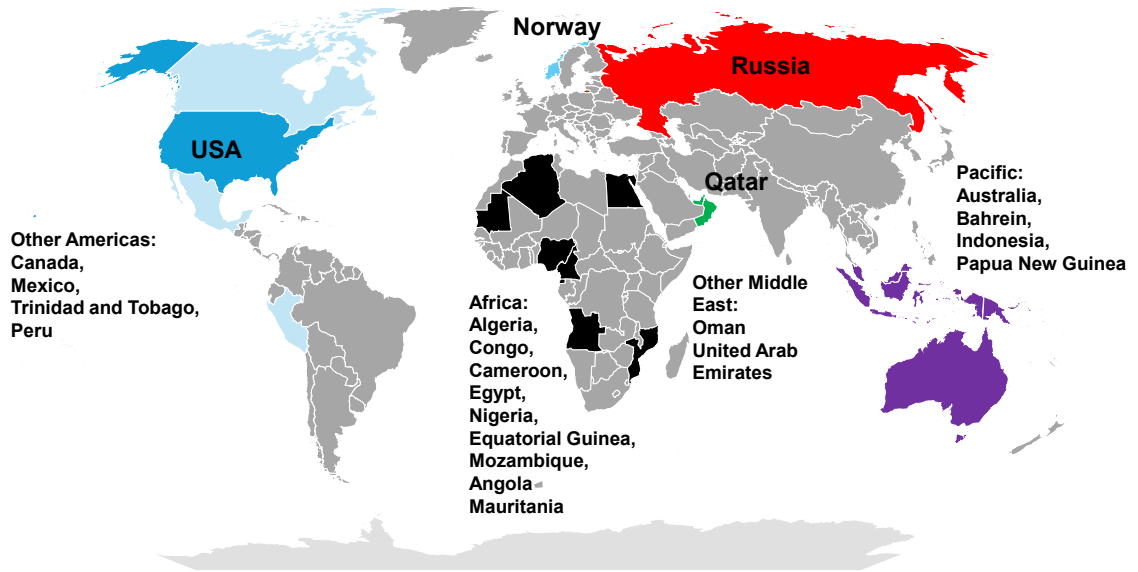 Norway
Russia
USA
Qatar
Pacific:
Australia,
Bahrein,
Indonesia,
Papua New Guinea
Other Americas:
Canada,
Mexico,
Trinidad and Tobago,
Peru
Other Middle
East:
Oman
United Arab
Emirates
Africa:
Algeria,
Congo,
Cameroon,
Egypt,
Nigeria,
Equatorial Guinea,
Mozambique,
Angola
Mauritania